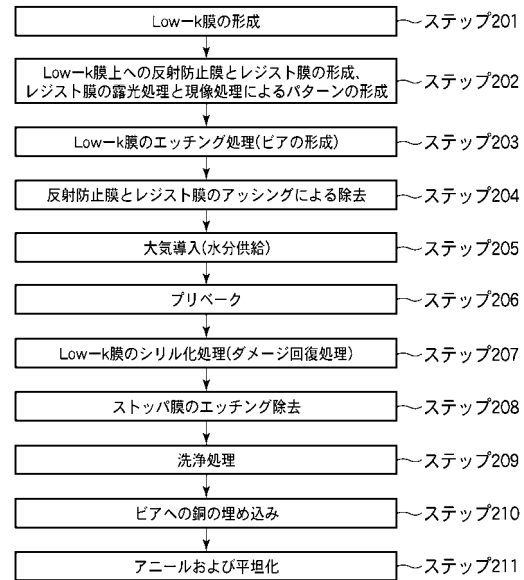 Low-k膜の形成
ステップ201
Low-k膜上への反射防止膜とレジスト膜の形成、
レジスト膜の露光処理と現像処理によるパターンの形成
ステップ202
Low-k膜のエッチング処理(ビアの形成)
ステップ203
反射防止膜とレジスト膜のアッシングによる除去
ステップ204
大気導入(水分供給)
ステップ205
プリベーク
ステップ206
Low-k膜のシリル化処理(ダメージ回復処理)
ステップ207
ストッパ膜のエッチング除去
ステップ208
洗浄処理
ステップ209
ビアへの銅の埋め込み
ステップ210
アニールおよび平坦化
ステップ211